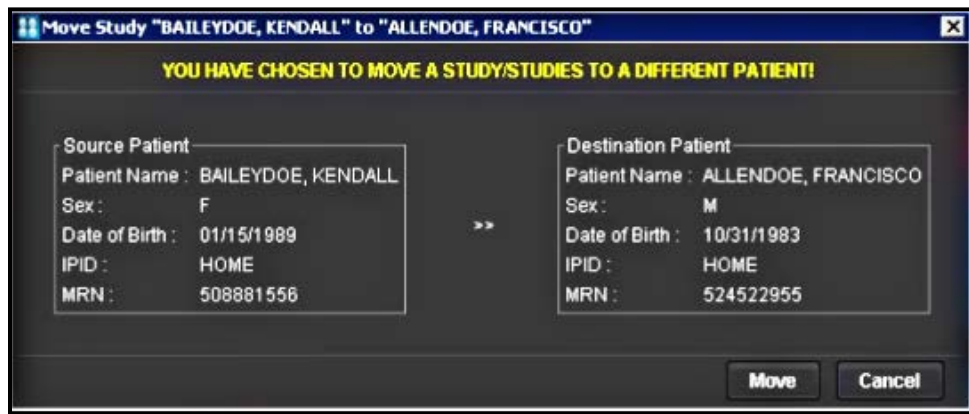 Move Study "BAILEYDOE, KENDALL" to "ALLENDOE, FRANCISCO"
YOU HAVE CHOSEN TO MOVE A STUDY/STUDIES TO A DIFFERENT PATIENT!
Source Patient
Patient Name : BAILEYDOE, KENDALL
Sex : F
Date of Birth : 01/15/1989
IPID : HOME
MRN : 508881556
>>
Destination Patient
Patient Name : ALLENDOE, FRANCISCO
Sex : M
Date of Birth : 10/31/1983
IPID : HOME
MRN : 524522955
Move Cancel